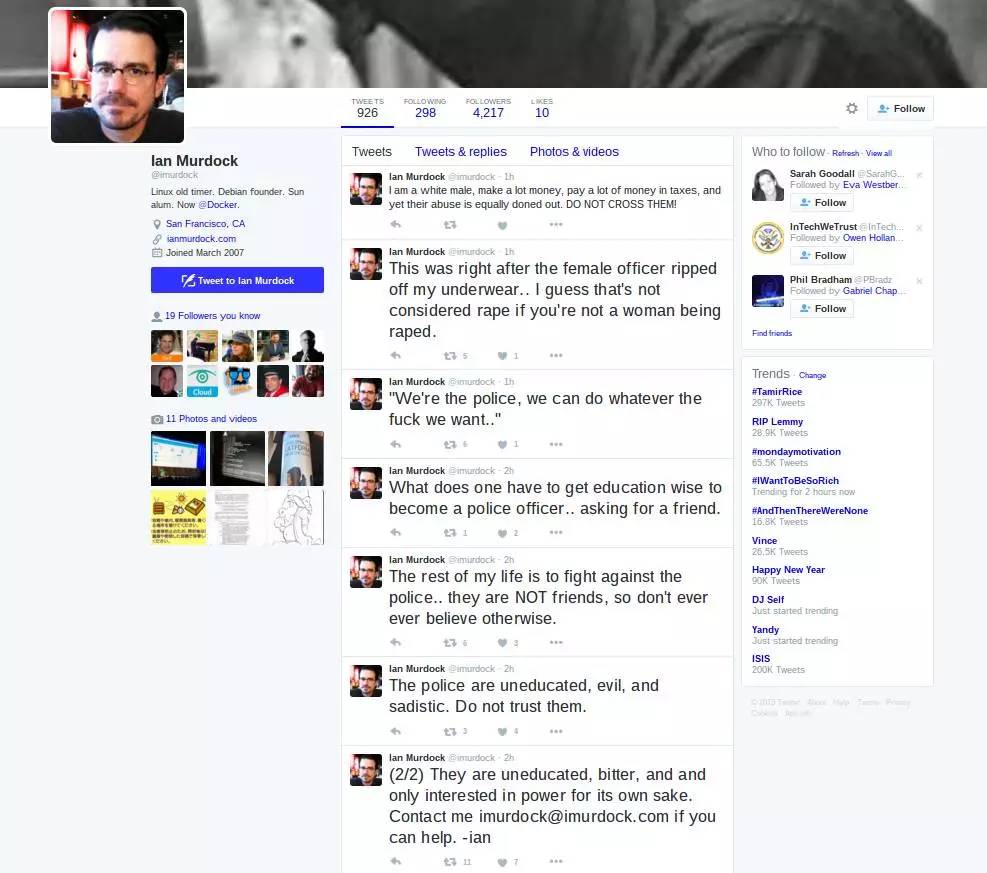 TWEETS FOLLOWING FOLLOWERS LIKES
926 298 4,217 10
Follow
Ian Murdock
@imurdock
Linux old timer. Debian founder. Sun
alum. Now @Docker.
San Francisco, CA
ianmurdock.com
Joined March 2007
Tweet to Ian Murdock
19 Followers you know
Cloud
11 Photos and videos
Tweets Tweets & replies Photos & videos
Ian Murdock @imurdock · 1h
I am a white male, make a lot money, pay a lot of money in taxes, and
yet their abuse is equally doned out. DO NOT CROSS THEM!
Ian Murdock @imurdock · 1h
This was right after the female officer ripped
off my underwear.. I guess that's not
considered rape if you're not a woman being
raped.
5 1
Ian Murdock @imurdock · 1h
"We're the police, we can do whatever the
fuck we want.."
6 1
Ian Murdock @imurdock · 2h
What does one have to get education wise to
become a police officer.. asking for a friend.
1 2
Ian Murdock @imurdock · 2h
The rest of my life is to fight against the
police.. they are NOT friends, so don't ever
ever believe otherwise.
6 3
Ian Murdock @imurdock · 2h
The police are uneducated, evil, and
sadistic. Do not trust them.
3 4
Ian Murdock @imurdock · 2h
(2/2) They are uneducated, bitter, and and
only interested in power for its own sake.
Contact me imurdock@imurdock.com if you
can help. -ian
11 7
Who to follow · Refresh · View all
Sarah Goodall @SarahG...
Followed by Eva Westber...
Follow
InTechWeTrust @InTech...
Followed by Owen Hollan...
Follow
Phil Bradham @PBradz
Followed by Gabriel Chap...
Follow
Find friends
Trends · Change
#TamirRice
297K Tweets
RIP Lemmy
28.9K Tweets
#mondaymotivation
65.5K Tweets
#IWantToBeSoRich
Trending for 2 hours now
#AndThenThereWereNone
16.8K Tweets
Vince
26.5K Tweets
Happy New Year
90K Tweets
DJ Self
Just started trending
Yandy
Just started trending
ISIS
200K Tweets
© 2015 Twitter About Help Terms Privacy
Cookies